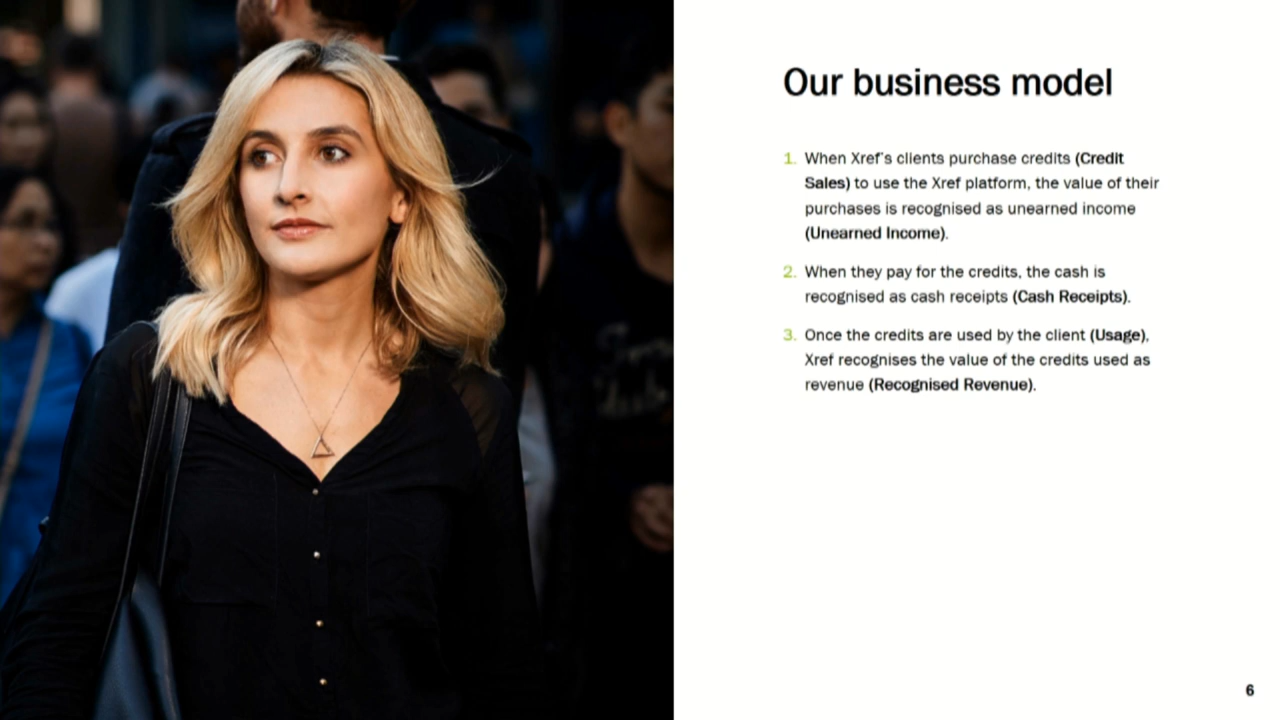 Our business model
1. When Xref's clients purchase credits (Credit
Sales) to use the Xref platform, the value of their
purchases is recognised as unearned income
(Unearned Income).
2. When they pay for the credits, the cash is
recognised as cash receipts (Cash Receipts).
3. Once the credits are used by the client (Usage),
Xref recognises the value of the credits used as
revenue (Recognised Revenue).
6